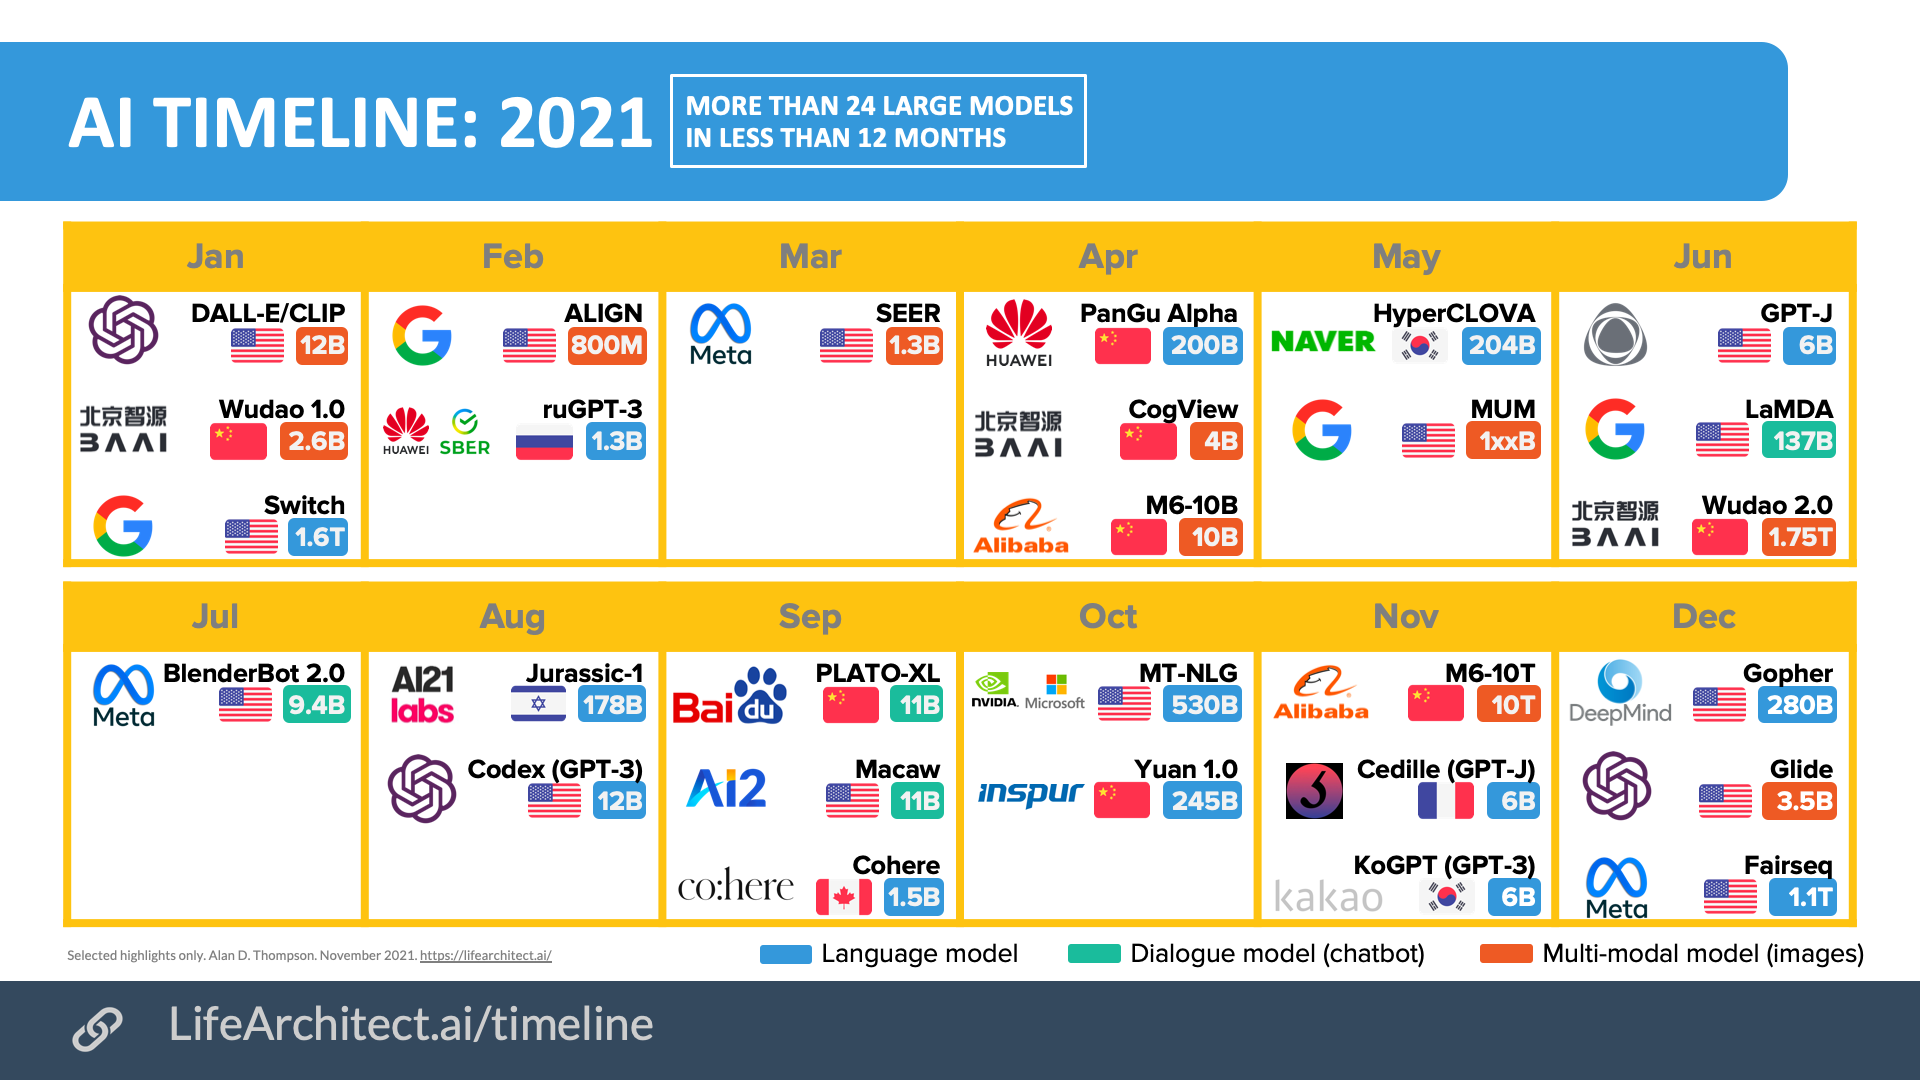 AI TIMELINE: 2021
MORE THAN 24 LARGE MODELS
IN LESS THAN 12 MONTHS
Jan
DALL-E/CLIP
12B
北京智源
BAAI
Wudao 1.0
2.6B
Switch
1.6T
Feb
ALIGN
800M
HUAWEI
SBER
ruGPT-3
1.3B
Mar
Meta
SEER
1.3B
Apr
HUAWEI
PanGu Alpha
200B
北京智源
BAAI
CogView
4B
Alibaba
M6-10B
10B
May
NAVER
HyperCLOVA
204B
MUM
1xxB
Jun
GPT-J
6B
LaMDA
137B
北京智源
BAAI
Wudao 2.0
1.75T
Jul
Meta
BlenderBot 2.0
9.4B
Aug
AI21
labs
Jurassic-1
178B
Codex (GPT-3)
12B
Sep
Baidu
PLATO-XL
11B
Ai2
Macaw
11B
co:here
Cohere
1.5B
Oct
NVIDIA.
Microsoft
MT-NLG
530B
inspur
Yuan 1.0
245B
Nov
Alibaba
M6-10T
10T
6
Cedille (GPT-J)
6B
kakao
KoGPT (GPT-3)
6B
Dec
DeepMind
Gopher
280B
Glide
3.5B
Meta
Fairseq
1.1T
Selected highlights only. Alan D. Thompson. November 2021. https://lifearchitect.ai/
Language model
Dialogue model (chatbot)
Multi-modal model (images)
LifeArchitect.ai/timeline